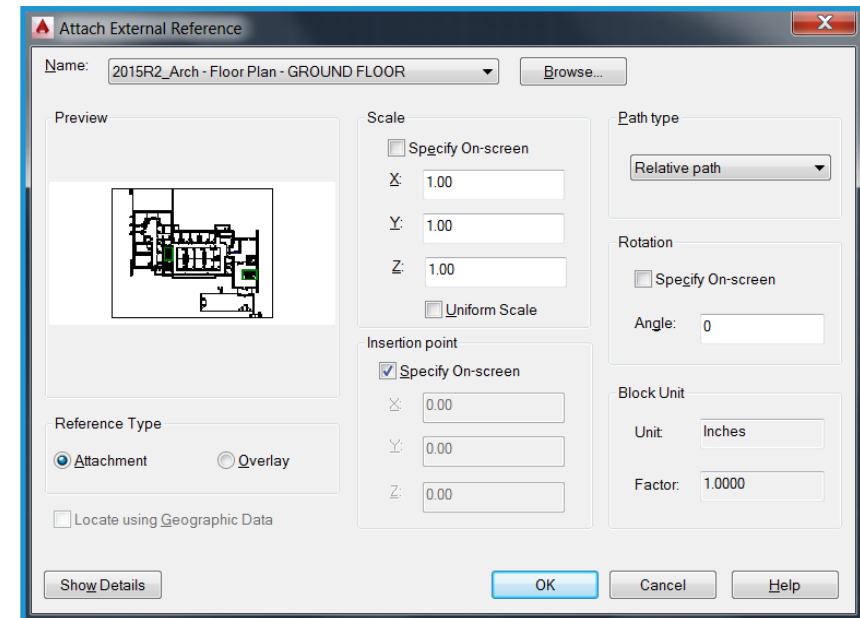 Attach External Reference
Name: 2015R2_Arch - Floor Plan - GROUND FLOOR Browse...
Preview
Scale
Specify On-screen
X: 1.00
Y: 1.00
Z: 1.00
Uniform Scale
Path type
Relative path
Rotation
Specify On-screen
Angle: 0
Insertion point
Specify On-screen
X: 0.00
Y: 0.00
Z: 0.00
Block Unit
Unit: Inches
Factor: 1.0000
Reference Type
Attachment Overlay
Locate using Geographic Data
Show Details OK Cancel Help